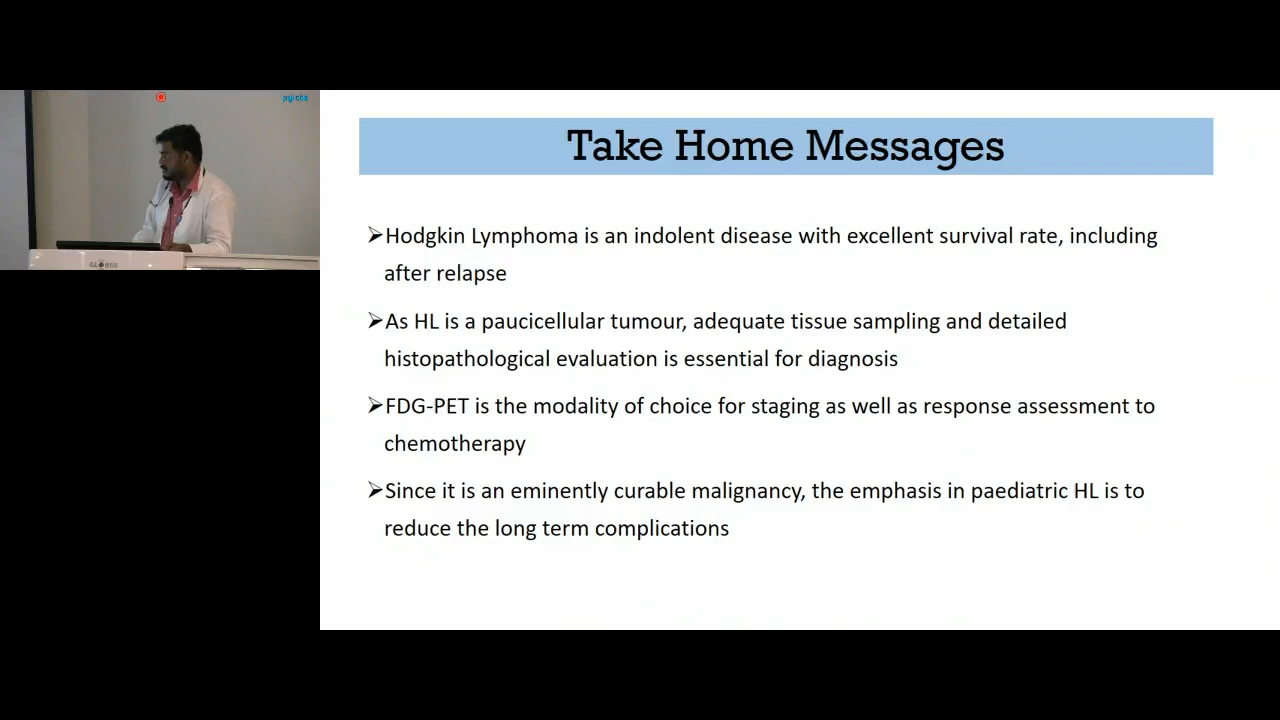 pgichd
GLOBUS
Take Home Messages
➤Hodgkin Lymphoma is an indolent disease with excellent survival rate, including
after relapse
➤As HL is a paucicellular tumour, adequate tissue sampling and detailed
histopathological evaluation is essential for diagnosis
➤FDG-PET is the modality of choice for staging as well as response assessment to
chemotherapy
➤Since it is an eminently curable malignancy, the emphasis in paediatric HL is to
reduce the long term complications